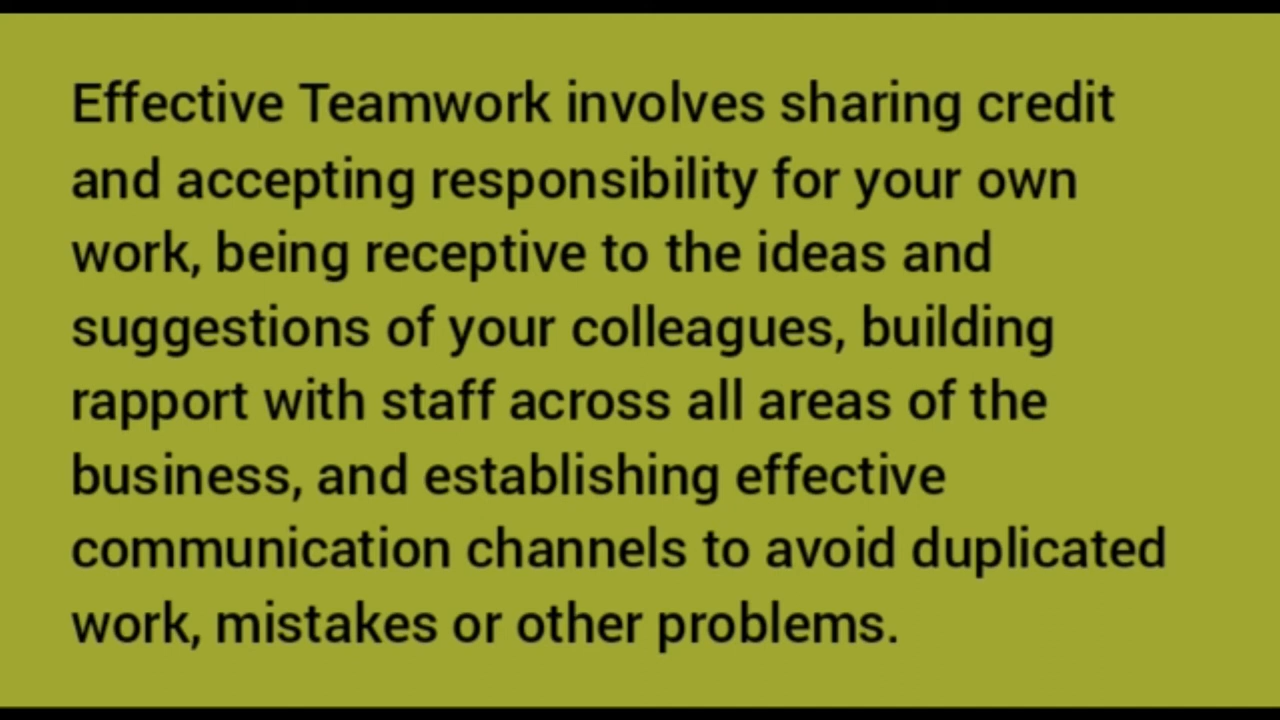 Effective Teamwork involves sharing credit
and accepting responsibility for your own
work, being receptive to the ideas and
suggestions of your colleagues, building
rapport with staff across all areas of the
business, and establishing effective
communication channels to avoid duplicated
work, mistakes or other problems.